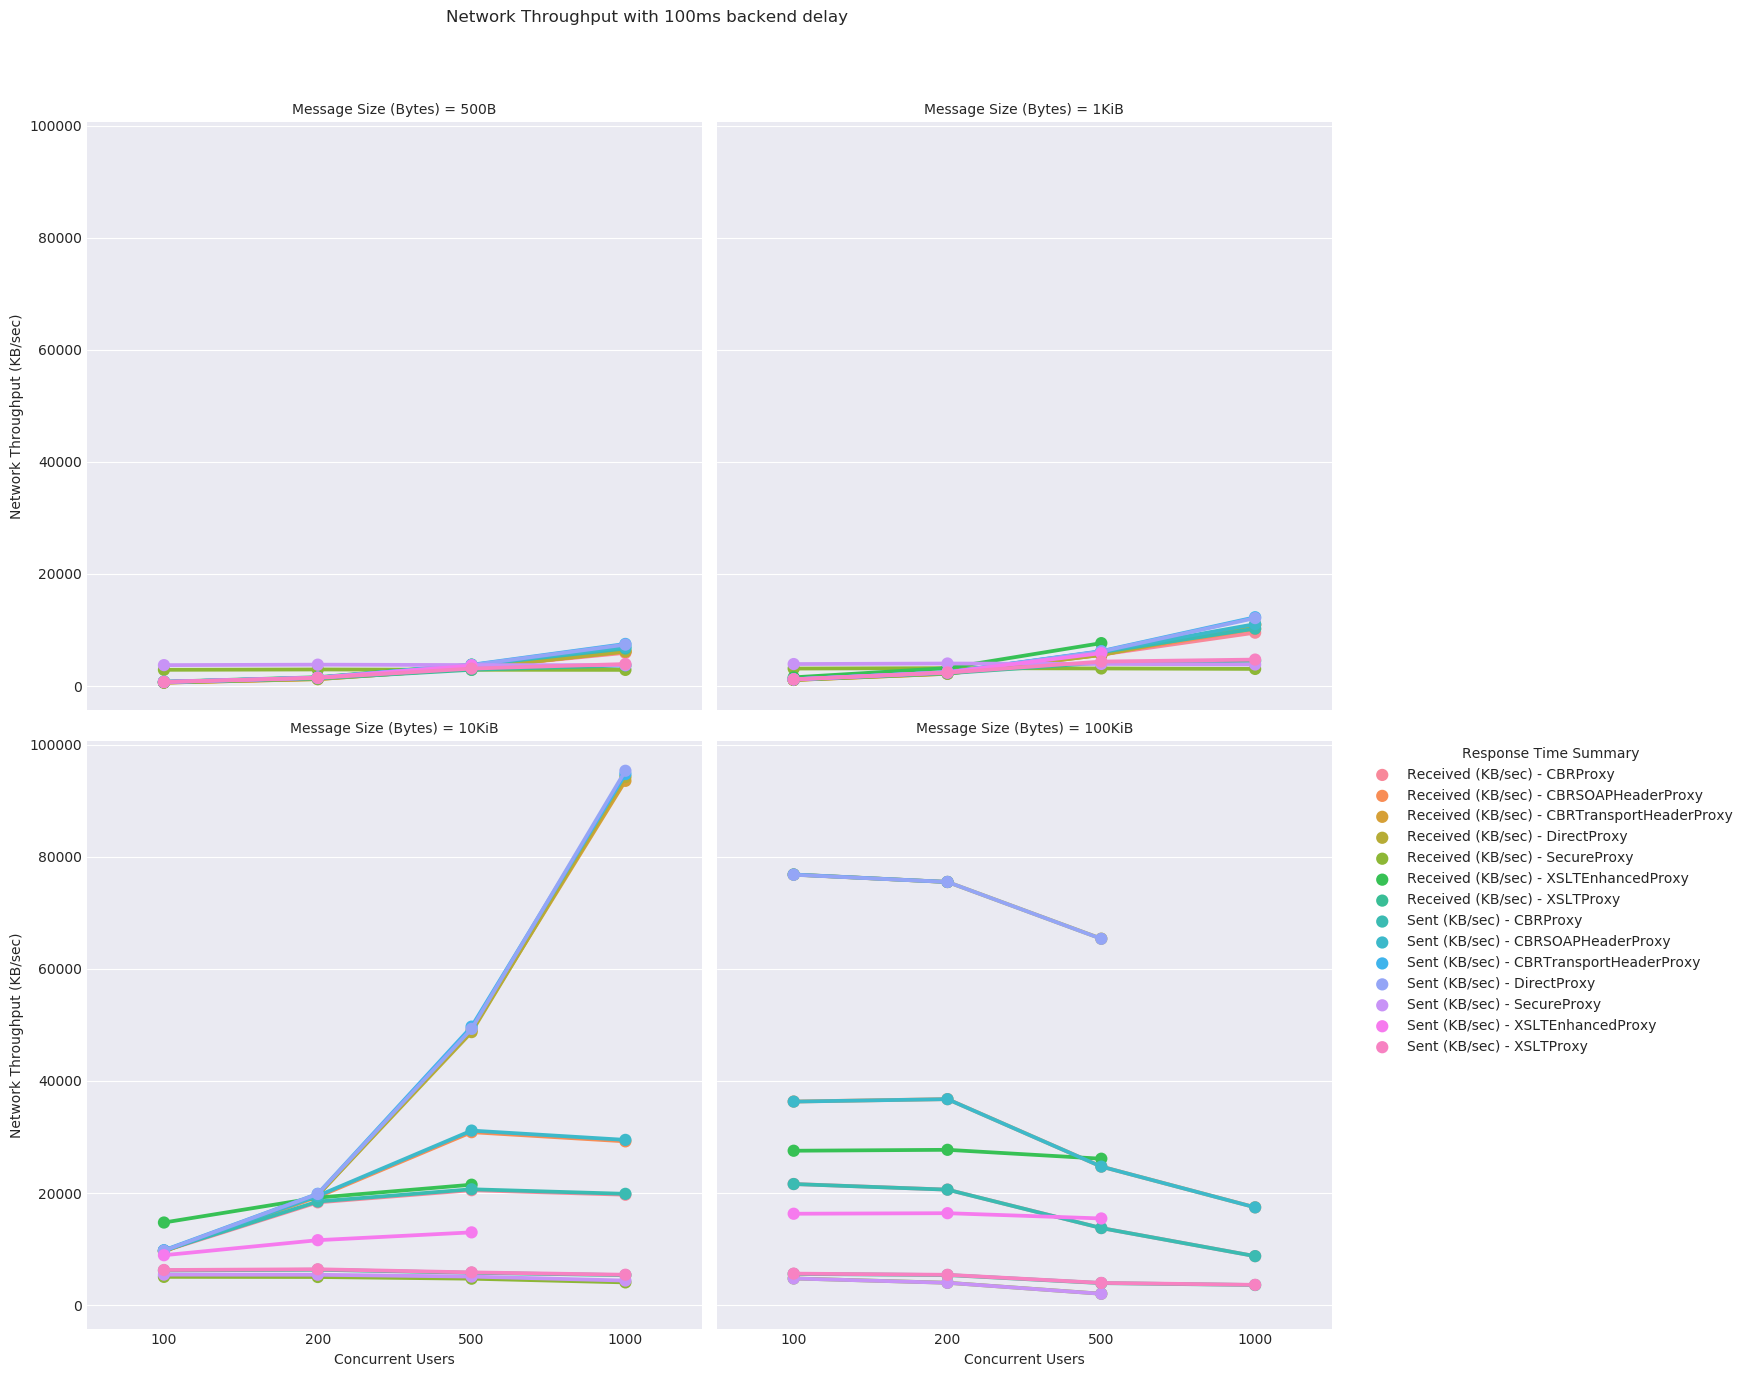 Network Throughput with 100ms backend delay
Message Size (Bytes) = 500B
Message Size (Bytes) = 1KiB
100000
80000
60000
40000
20000
0
Network Throughput (KB/sec)
Message Size (Bytes) = 10KiB
Message Size (Bytes) = 100KiB
100000
80000
60000
40000
20000
0
Network Throughput (KB/sec)
100 200 500 1000
Concurrent Users
100 200 500 1000
Concurrent Users
Response Time Summary
Received (KB/sec) - CBRProxy
Received (KB/sec) - CBRSOAPHeaderProxy
Received (KB/sec) - CBRTransportHeaderProxy
Received (KB/sec) - DirectProxy
Received (KB/sec) - SecureProxy
Received (KB/sec) - XSLTEnhancedProxy
Received (KB/sec) - XSLTProxy
Sent (KB/sec) - CBRProxy
Sent (KB/sec) - CBRSOAPHeaderProxy
Sent (KB/sec) - CBRTransportHeaderProxy
Sent (KB/sec) - DirectProxy
Sent (KB/sec) - SecureProxy
Sent (KB/sec) - XSLTEnhancedProxy
Sent (KB/sec) - XSLTProxy